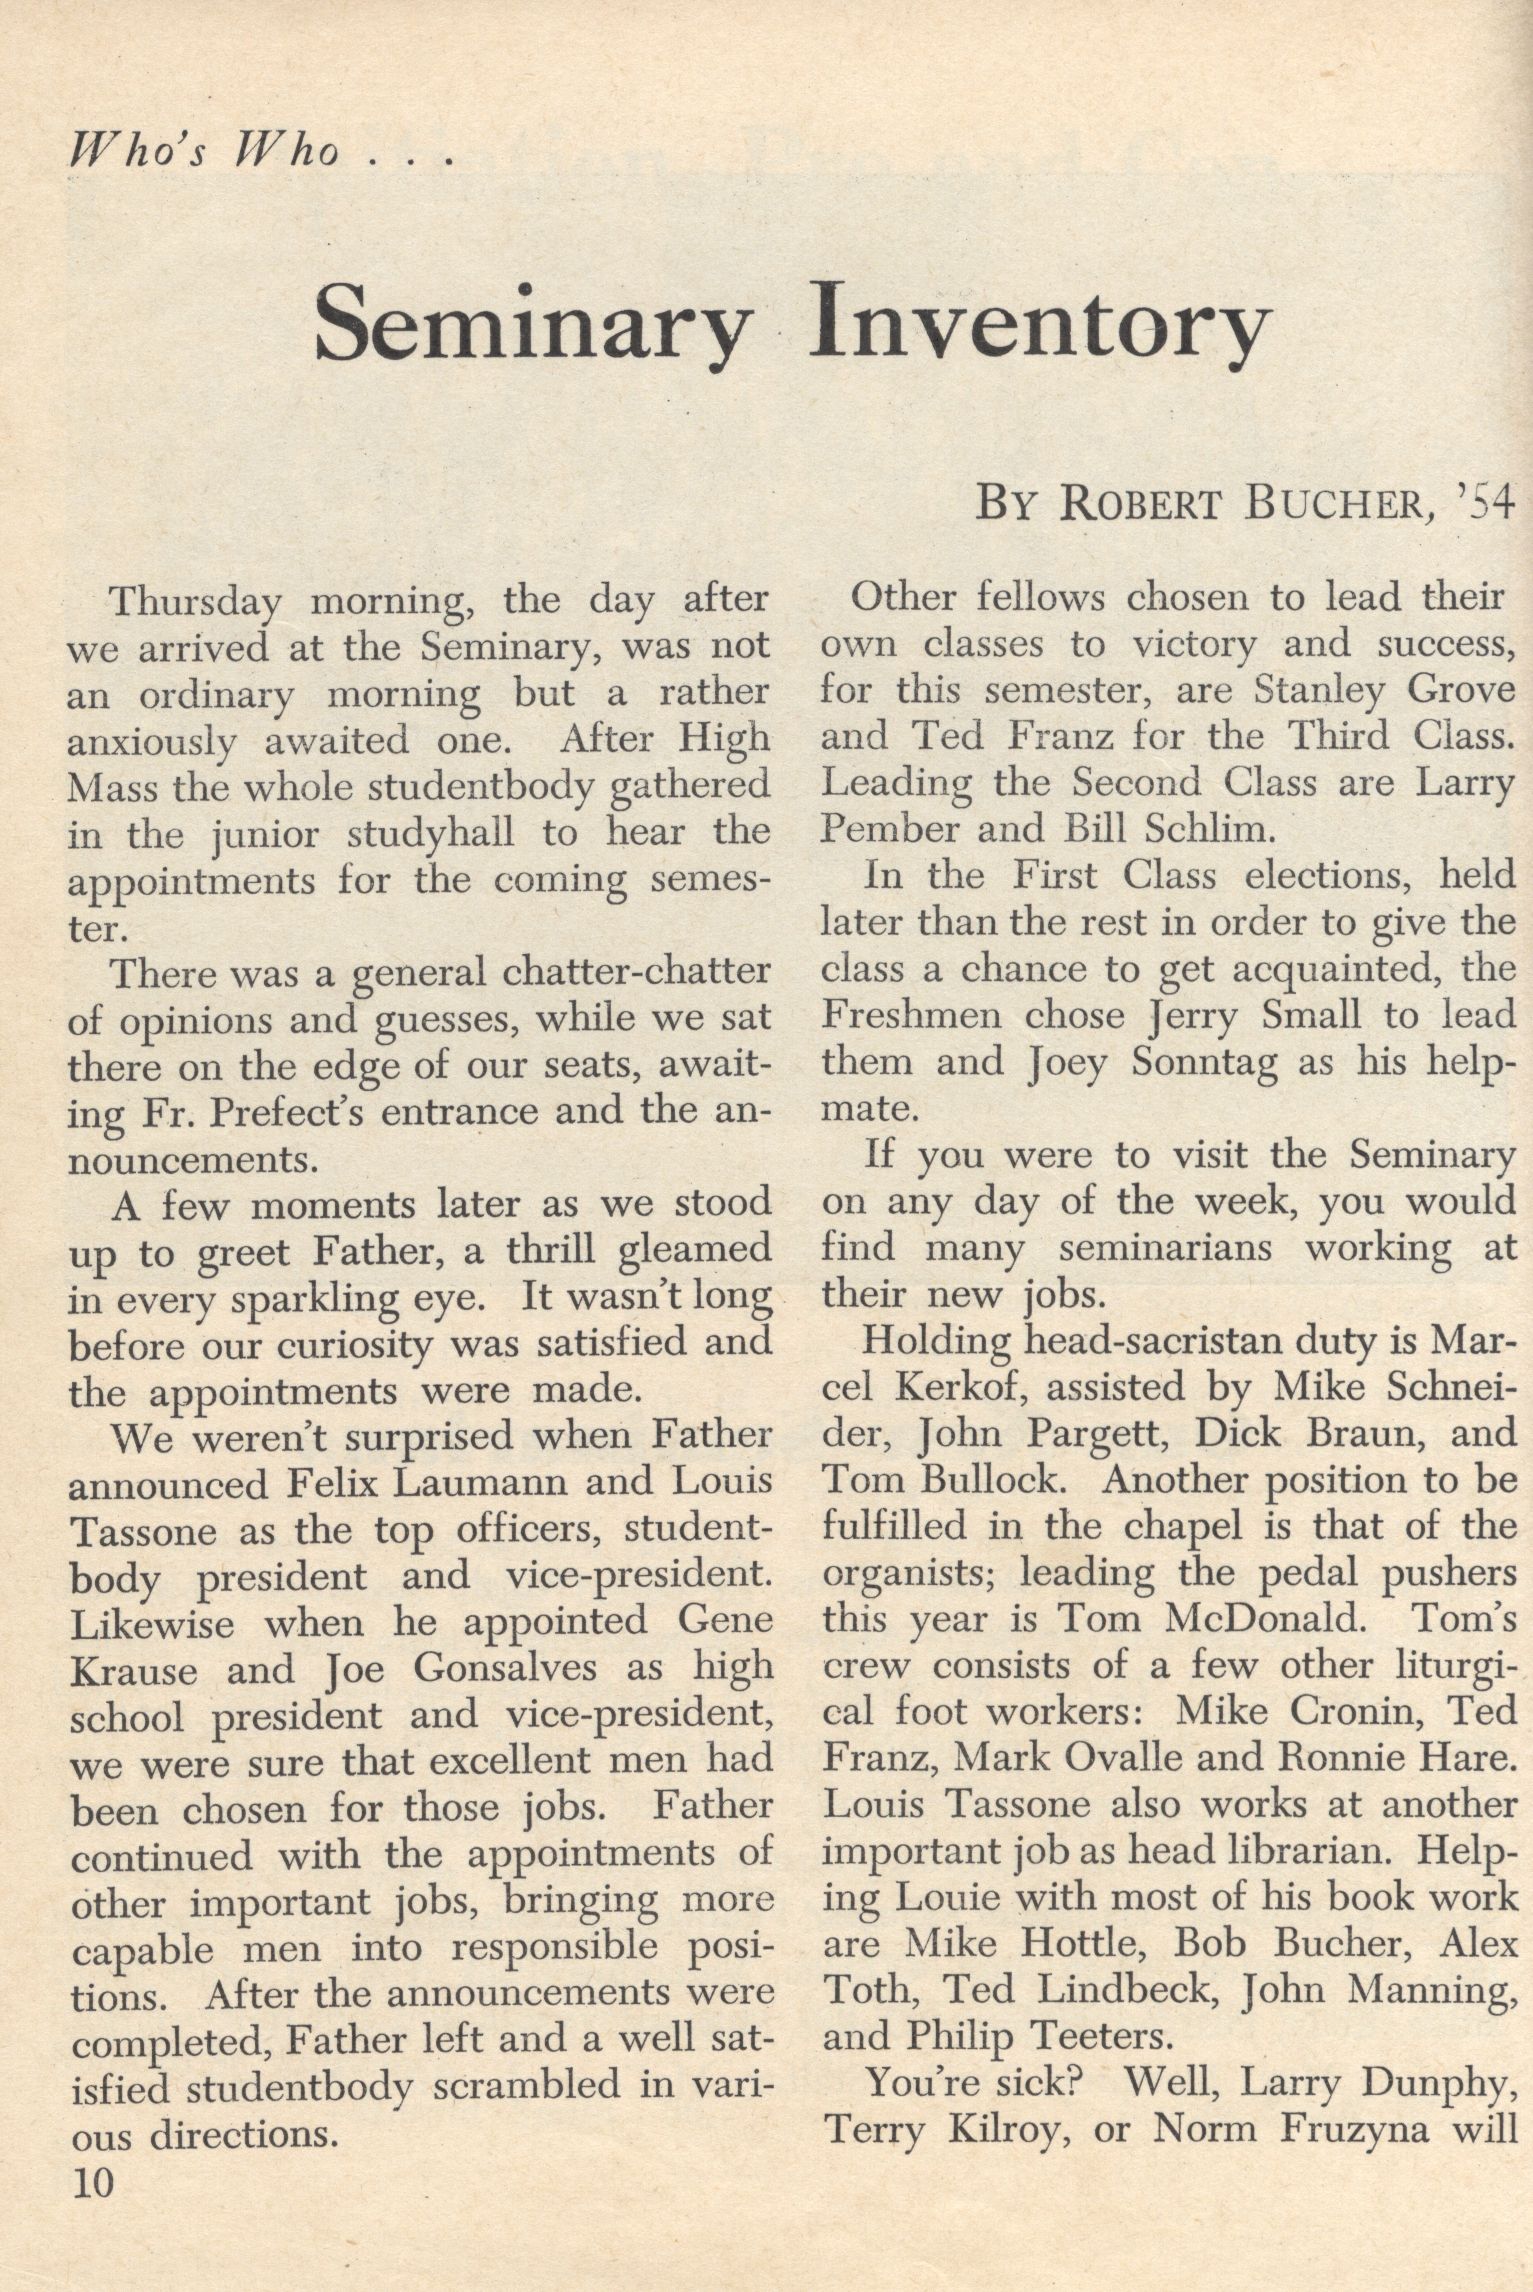 Who's Who . . .
Seminary Inventory
BY ROBERT BUCHER, '54
Thursday morning, the day after
we arrived at the Seminary, was not
an ordinary morning but a rather
anxiously awaited one. After High
Mass the whole studentbody gathered
in the junior studyhall to hear the
appointments for the coming semes-
ter.
There was a general chatter-chatter
of opinions and guesses, while we sat
there on the edge of our seats, await-
ing Fr. Prefect's entrance and the an-
nouncements.
A few moments later as we stood
up to greet Father, a thrill gleamed
in every sparkling eye. It wasn't long
before our curiosity was satisfied and
the appointments were made.
We weren't surprised when Father
announced Felix Laumann and Louis
Tassone as the top officers, student-
body president and vice-president.
Likewise when he appointed Gene
Krause and Joe Gonsalves as high
school president and vice-president,
we were sure that excellent men had
been chosen for those jobs. Father
continued with the appointments of
other important jobs, bringing more
capable men into responsible posi-
tions. After the announcements were
completed, Father left and a well sat-
isfied studentbody scrambled in vari-
ous directions.
10
Other fellows chosen to lead their
own classes to victory and success,
for this semester, are Stanley Grove
and Ted Franz for the Third Class.
Leading the Second Class are Larry
Pember and Bill Schlim.
In the First Class elections, held
later than the rest in order to give the
class a chance to get acquainted, the
Freshmen chose Jerry Small to lead
them and Joey Sonntag as his help-
mate.
If you were to visit the Seminary
on any day of the week, you would
find many seminarians working at
their new jobs.
Holding head-sacristan duty is Mar-
cel Kerkof, assisted by Mike Schnei-
der, John Pargett, Dick Braun, and
Tom Bullock. Another position to be
fulfilled in the chapel is that of the
organists; leading the pedal pushers
this year is Tom McDonald. Tom's
crew consists of a few other liturgi-
cal foot workers: Mike Cronin, Ted
Franz, Mark Ovalle and Ronnie Hare.
Louis Tassone also works at another
important job as head librarian. Help-
ing Louie with most of his book work
are Mike Hottle, Bob Bucher, Alex
Toth, Ted Lindbeck, John Manning,
and Philip Teeters.
You're sick? Well, Larry Dunphy,
Terry Kilroy, or Norm Fruzyna will